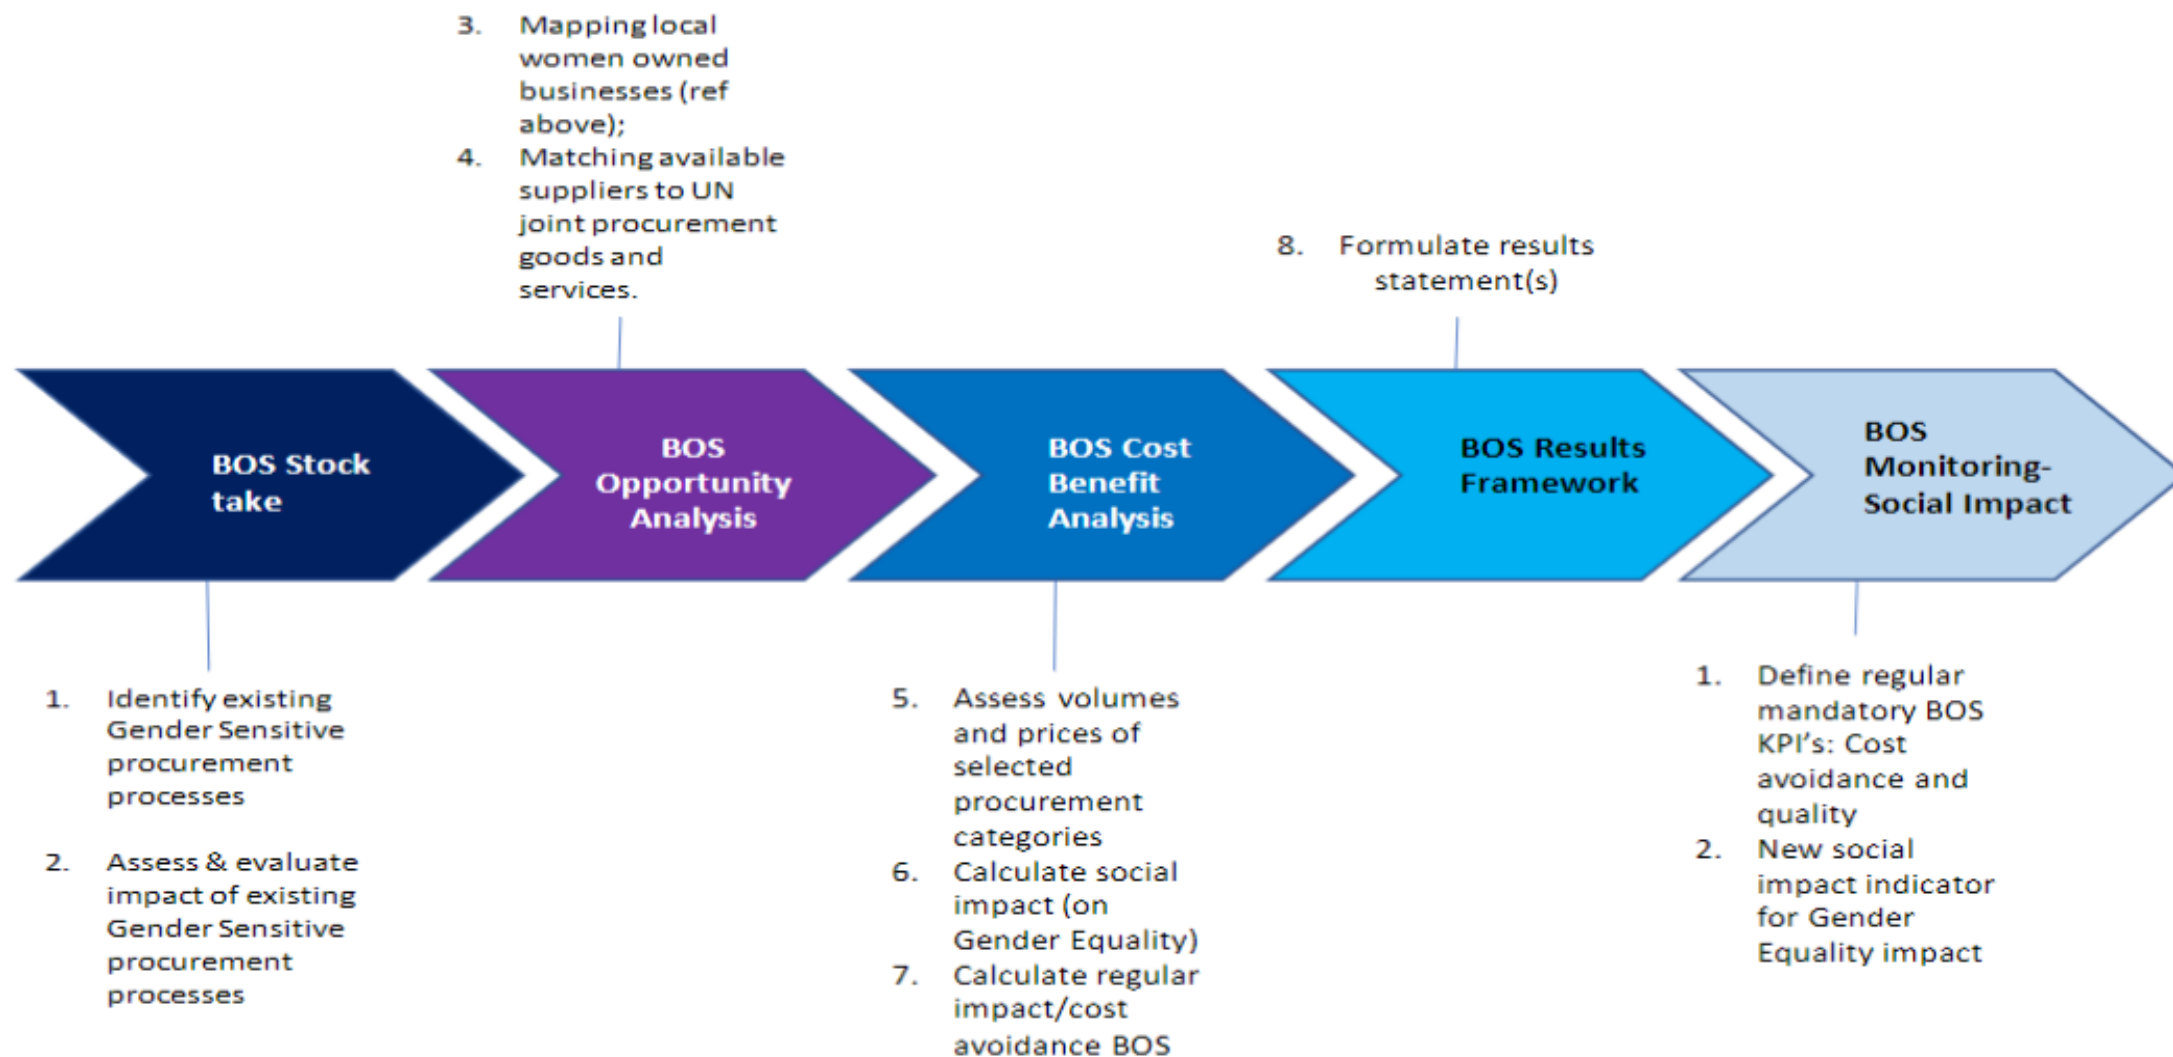 3. Mapping local
women owned
businesses (ref
above);
4. Matching available
suppliers to UN
joint procurement
goods and
services.
8. Formulate results
statement(s)
BOS Stock
take
BOS
Opportunity
Analysis
BOS Cost
Benefit
Analysis
BOS Results
Framework
BOS
Monitoring-
Social Impact
1. Identify existing
Gender Sensitive
procurement
processes
2. Assess & evaluate
impact of existing
Gender Sensitive
procurement
processes
5. Assess volumes
and prices of
selected
procurement
categories
6. Calculate social
impact (on
Gender Equality)
7. Calculate regular
impact/cost
avoidance BOS
1. Define regular
mandatory BOS
KPI's: Cost
avoidance and
quality
2. New social
impact indicator
for Gender
Equality impact